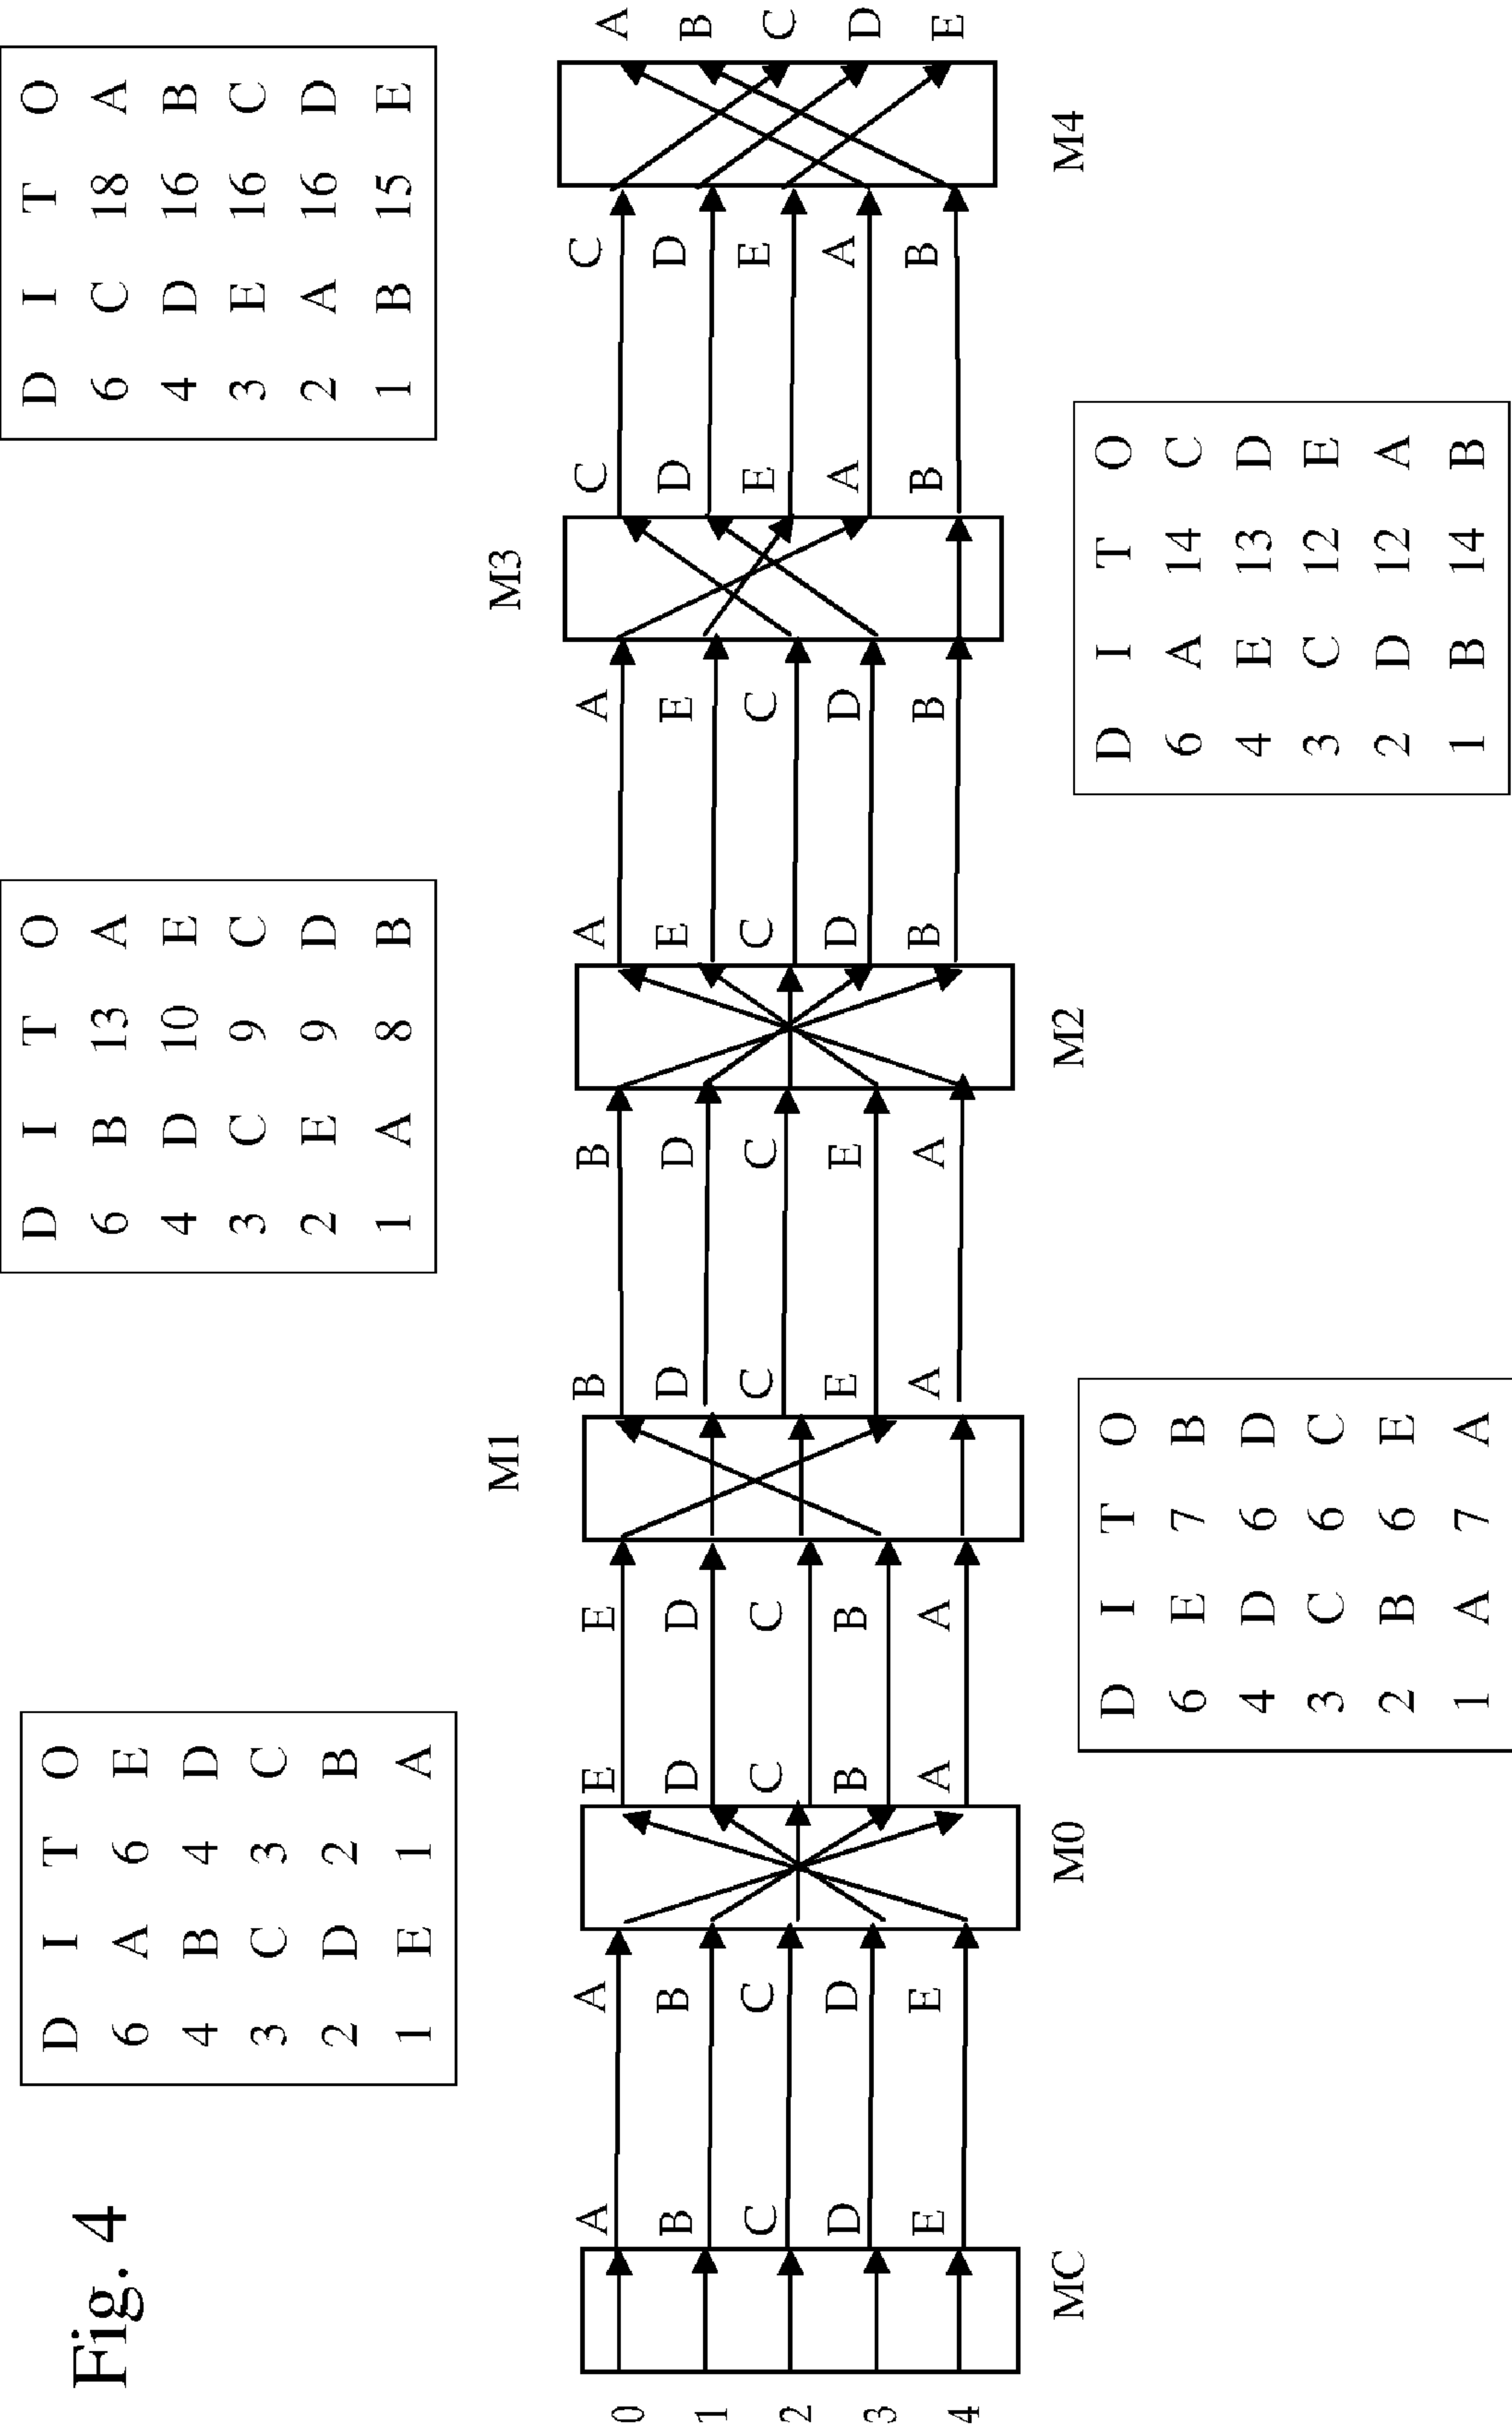 Fig. 4
D I T O
6 A 6 E
4 B 4 D
3 C 3 C
2 D 2 B
1 E 1 A
D I T O
6 B 13 A
4 D 10 E
3 C 9 C
2 E 9 D
1 A 8 B
D I T O
6 C 18 A
4 D 16 B
3 E 16 C
2 A 16 D
1 B 15 E
M1 M3
0 A A E E B B A A C C A
1 B B D D D D E E D D B
2 C C C C C C C C E E C
3 D D B B E E D D A A D
4 E E A A A A B B B B E
MC M0 M2 M4
D I T O
6 E 7 B
4 D 6 D
3 C 6 C
2 B 6 E
1 A 7 A
D I T O
6 A 14 C
4 E 13 D
3 C 12 E
2 D 12 A
1 B 14 B